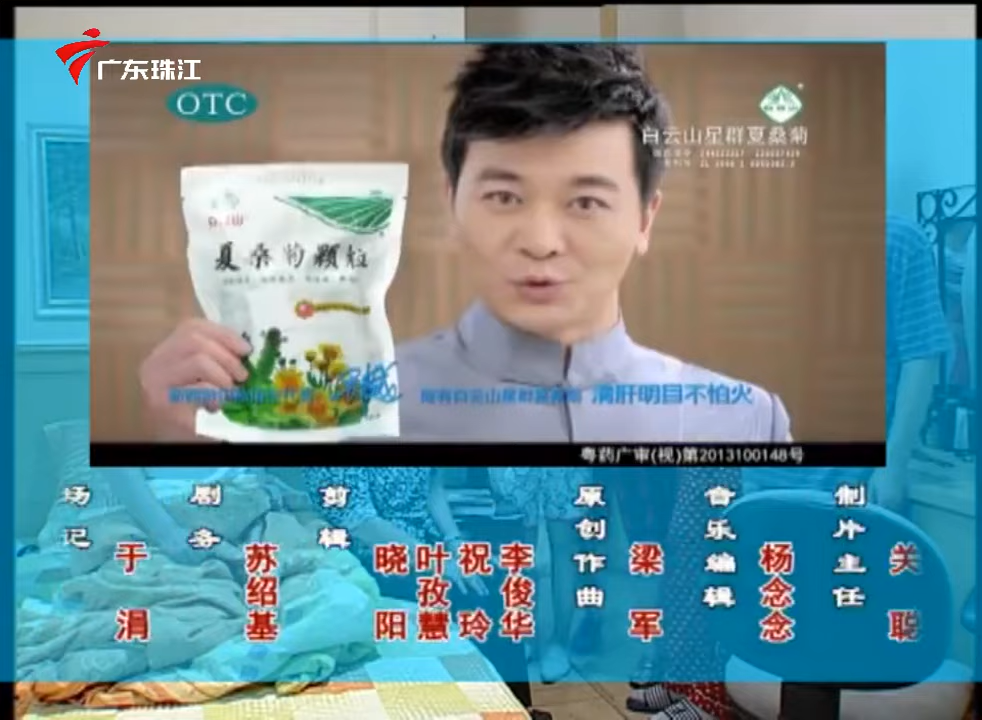 广东珠江
OTC
白云山星群夏桑菊
夏桑菊颗粒
清肝明目不怕火
粤药广审(视)第2013100148号
场记
于涓
剧务
苏绍基
剪辑
晓阳
叶孜慧
祝玲
李俊华
原创作曲
梁军
音乐编辑
杨念念
制片主任
关聪